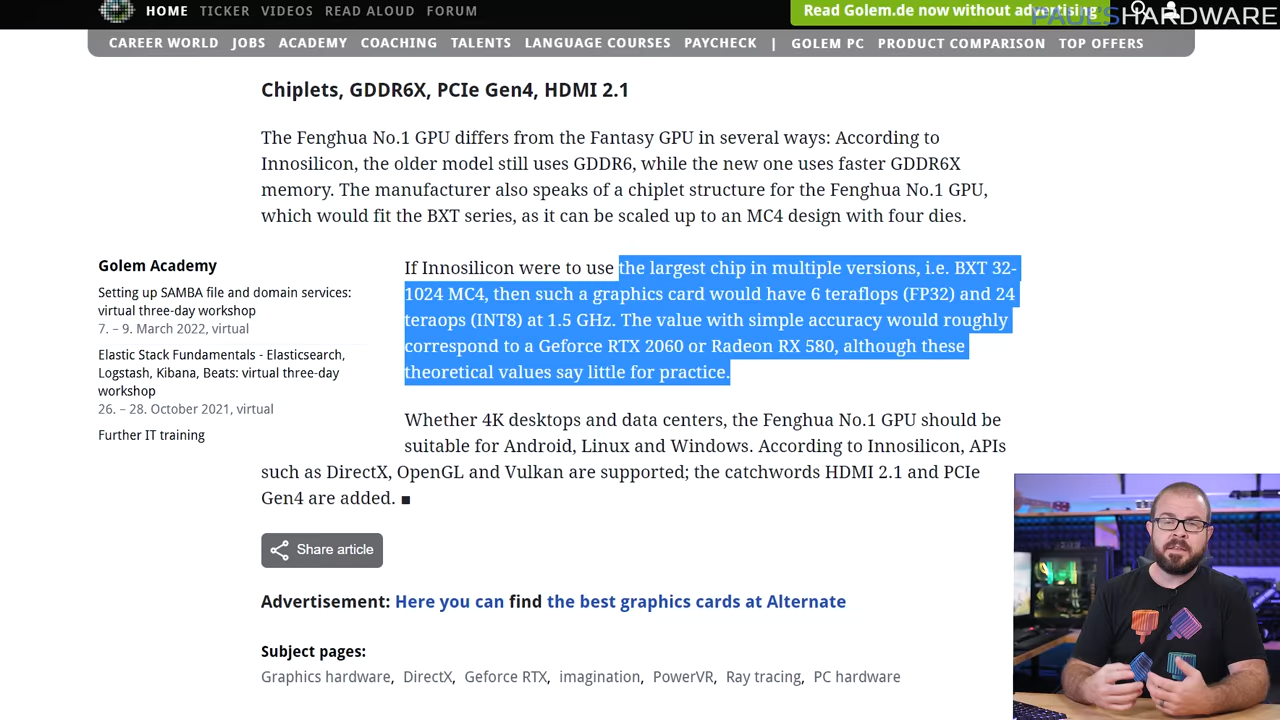 HOME TICKER VIDEOS READ ALOUD FORUM
Read Golem.de now without advertising
PAUL'S HARDWARE
CAREER WORLD JOBS ACADEMY COACHING TALENTS LANGUAGE COURSES PAYCHECK | GOLEM PC PRODUCT COMPARISON TOP OFFERS
Chiplets, GDDR6X, PCIe Gen4, HDMI 2.1
The Fenghua No.1 GPU differs from the Fantasy GPU in several ways: According to
Innosilicon, the older model still uses GDDR6, while the new one uses faster GDDR6X
memory. The manufacturer also speaks of a chiplet structure for the Fenghua No.1 GPU,
which would fit the BXT series, as it can be scaled up to an MC4 design with four dies.
Golem Academy
Setting up SAMBA file and domain services:
virtual three-day workshop
7. – 9. March 2022, virtual
Elastic Stack Fundamentals - Elasticsearch,
Logstash, Kibana, Beats: virtual three-day
workshop
26. – 28. October 2021, virtual
Further IT training
If Innosilicon were to use the largest chip in multiple versions, i.e. BXT 32-
1024 MC4, then such a graphics card would have 6 teraflops (FP32) and 24
teraops (INT8) at 1.5 GHz. The value with simple accuracy would roughly
correspond to a Geforce RTX 2060 or Radeon RX 580, although these
theoretical values say little for practice.
Whether 4K desktops and data centers, the Fenghua No.1 GPU should be
suitable for Android, Linux and Windows. According to Innosilicon, APIs
such as DirectX, OpenGL and Vulkan are supported; the catchwords HDMI 2.1 and PCIe
Gen4 are added. ■
Share article
Advertisement: Here you can find the best graphics cards at Alternate
Subject pages:
Graphics hardware, DirectX, Geforce RTX, imagination, PowerVR, Ray tracing, PC hardware